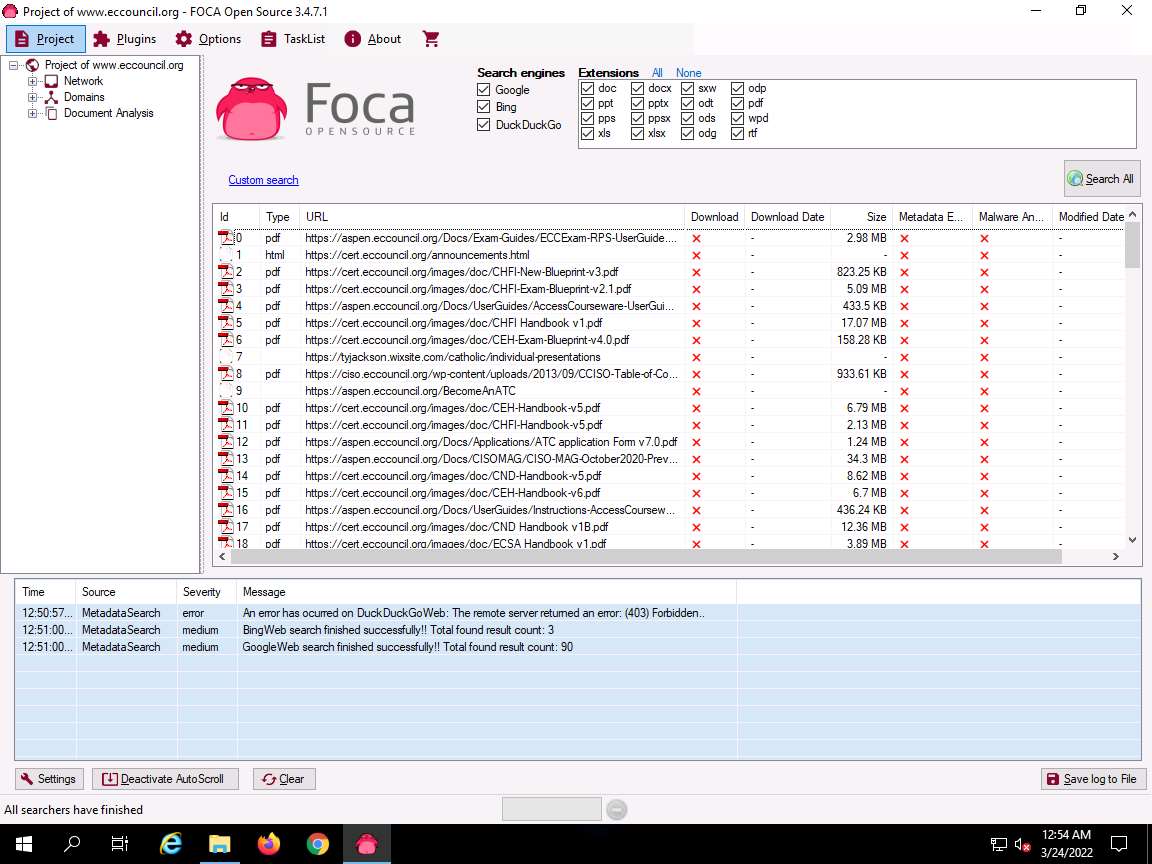 Project of www.eccouncil.org - FOCA Open Source 3.4.7.1
Project Plugins Options TaskList About
Project of www.eccouncil.org
Network
Domains
Document Analysis
Foca
OPENSOURCE
Search engines
Google
Bing
DuckDuckGo
Extensions All None
doc docx sxw odp
ppt pptx odt pdf
pps ppsx ods wpd
xls xlsx odg rtf
Custom search
Search All
Id Type URL Download Download Date Size Metadata E... Malware An... Modified Date
0 pdf https://aspen.eccouncil.org/Docs/Exam-Guides/ECCExam-RPS-UserGuide.... - 2.98 MB -
1 html https://cert.eccouncil.org/announcements.html - - -
2 pdf https://cert.eccouncil.org/images/doc/CHFI-New-Blueprint-v3.pdf - 823.25 KB -
3 pdf https://cert.eccouncil.org/images/doc/CHFI-Exam-Blueprint-v2.1.pdf - 5.09 MB -
4 pdf https://aspen.eccouncil.org/Docs/UserGuides/AccessCourseware-UserGui... - 433.5 KB -
5 pdf https://cert.eccouncil.org/images/doc/CHFI Handbook v1.pdf - 17.07 MB -
6 pdf https://cert.eccouncil.org/images/doc/CEH-Exam-Blueprint-v4.0.pdf - 158.28 KB -
7 https://tyjackson.wixsite.com/catholic/individual-presentations - - -
8 pdf https://ciso.eccouncil.org/wp-content/uploads/2013/09/CCISO-Table-of-Co... - 933.61 KB -
9 https://aspen.eccouncil.org/BecomeAnATC - - -
10 pdf https://cert.eccouncil.org/images/doc/CEH-Handbook-v5.pdf - 6.79 MB -
11 pdf https://cert.eccouncil.org/images/doc/CHFI-Handbook-v5.pdf - 2.13 MB -
12 pdf https://aspen.eccouncil.org/Docs/Applications/ATC application Form v7.0.pdf - 1.24 MB -
13 pdf https://aspen.eccouncil.org/Docs/CISOMAG/CISO-MAG-October2020-Prev... - 34.3 MB -
14 pdf https://cert.eccouncil.org/images/doc/CND-Handbook-v5.pdf - 8.62 MB -
15 pdf https://cert.eccouncil.org/images/doc/CEH-Handbook-v6.pdf - 6.7 MB -
16 pdf https://aspen.eccouncil.org/Docs/UserGuides/Instructions-AccessCoursew... - 436.24 KB -
17 pdf https://cert.eccouncil.org/images/doc/CND Handbook v1B.pdf - 12.36 MB -
18 pdf https://cert.eccouncil.org/images/doc/ECSA Handbook v1.pdf - 3.89 MB -
Time Source Severity Message
12:50:57... MetadataSearch error An error has ocurred on DuckDuckGoWeb: The remote server returned an error: (403) Forbidden..
12:51:00... MetadataSearch medium BingWeb search finished successfully!! Total found result count: 3
12:51:00... MetadataSearch medium GoogleWeb search finished successfully!! Total found result count: 90
Settings Deactivate AutoScroll Clear Save log to File
All searchers have finished
12:54 AM
3/24/2022